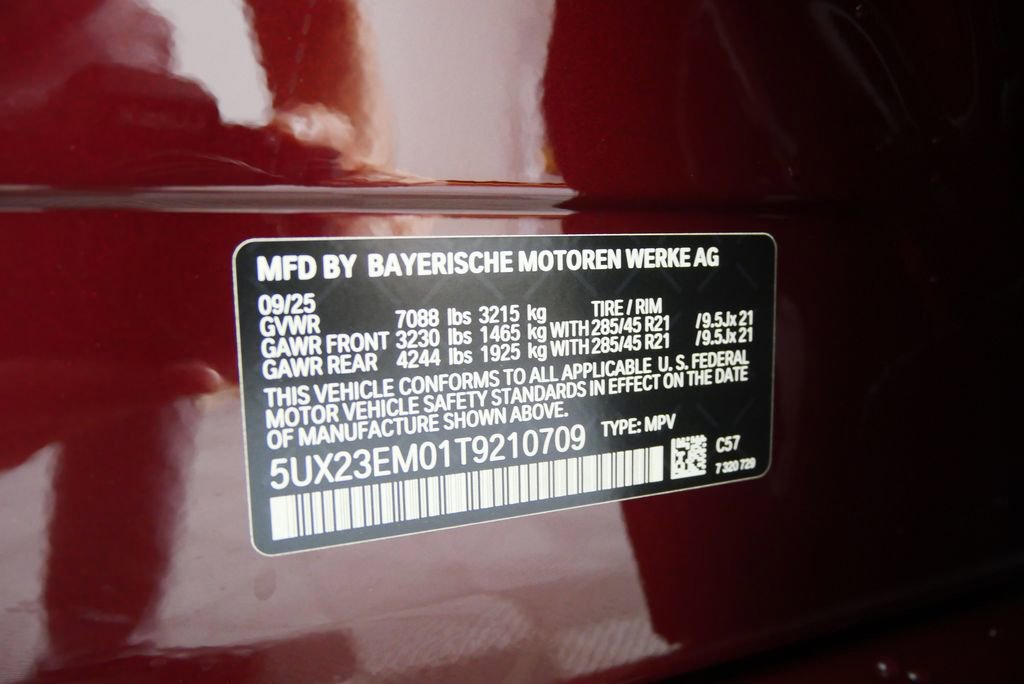 MFD BY BAYERISCHE MOTOREN WERKE AG
09/25
GVWR 7088 lbs 3215 kg TIRE / RIM
GAWR FRONT 3230 lbs 1465 kg WITH 285/45 R21 /9.5Jx21
GAWR REAR 4244 lbs 1925 kg WITH 285/45 R21 /9.5Jx21
THIS VEHICLE CONFORMS TO ALL APPLICABLE U.S. FEDERAL
MOTOR VEHICLE SAFETY STANDARDS IN EFFECT ON THE DATE
OF MANUFACTURE SHOWN ABOVE.
5UX23EM01T9210709 TYPE: MPV
C57
7 320 729